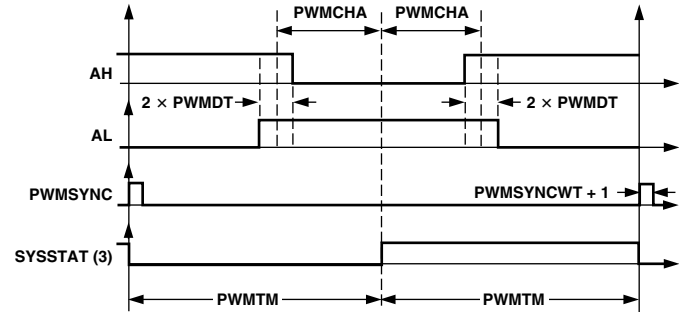 PWMCHA PWMCHA
AH
2 × PWMDT 2 × PWMDT
AL
PWMSYNC PWMSYNCWT + 1
SYSSTAT (3)
PWMTM PWMTM